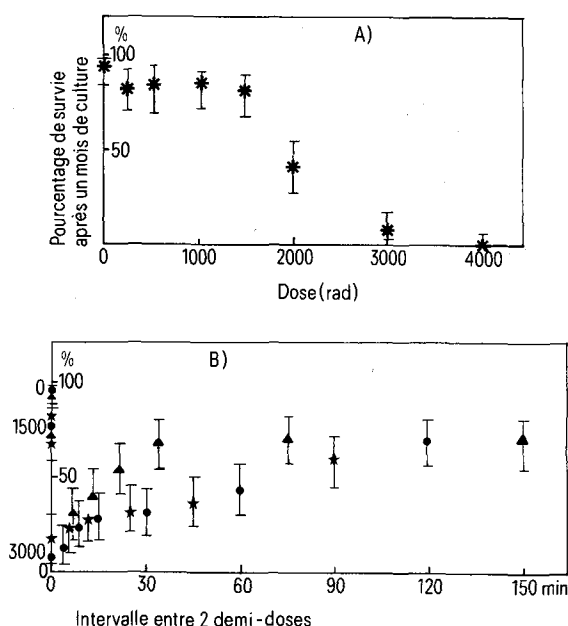 % A)
100
Pourcentage de survie
après un mois de culture
50
0 1000 2000 3000 4000
Dose (rad)
% B)
0 100
1500
50
3000
0
0 30 60 90 120 150 min
Intervalle entre 2 demi-doses